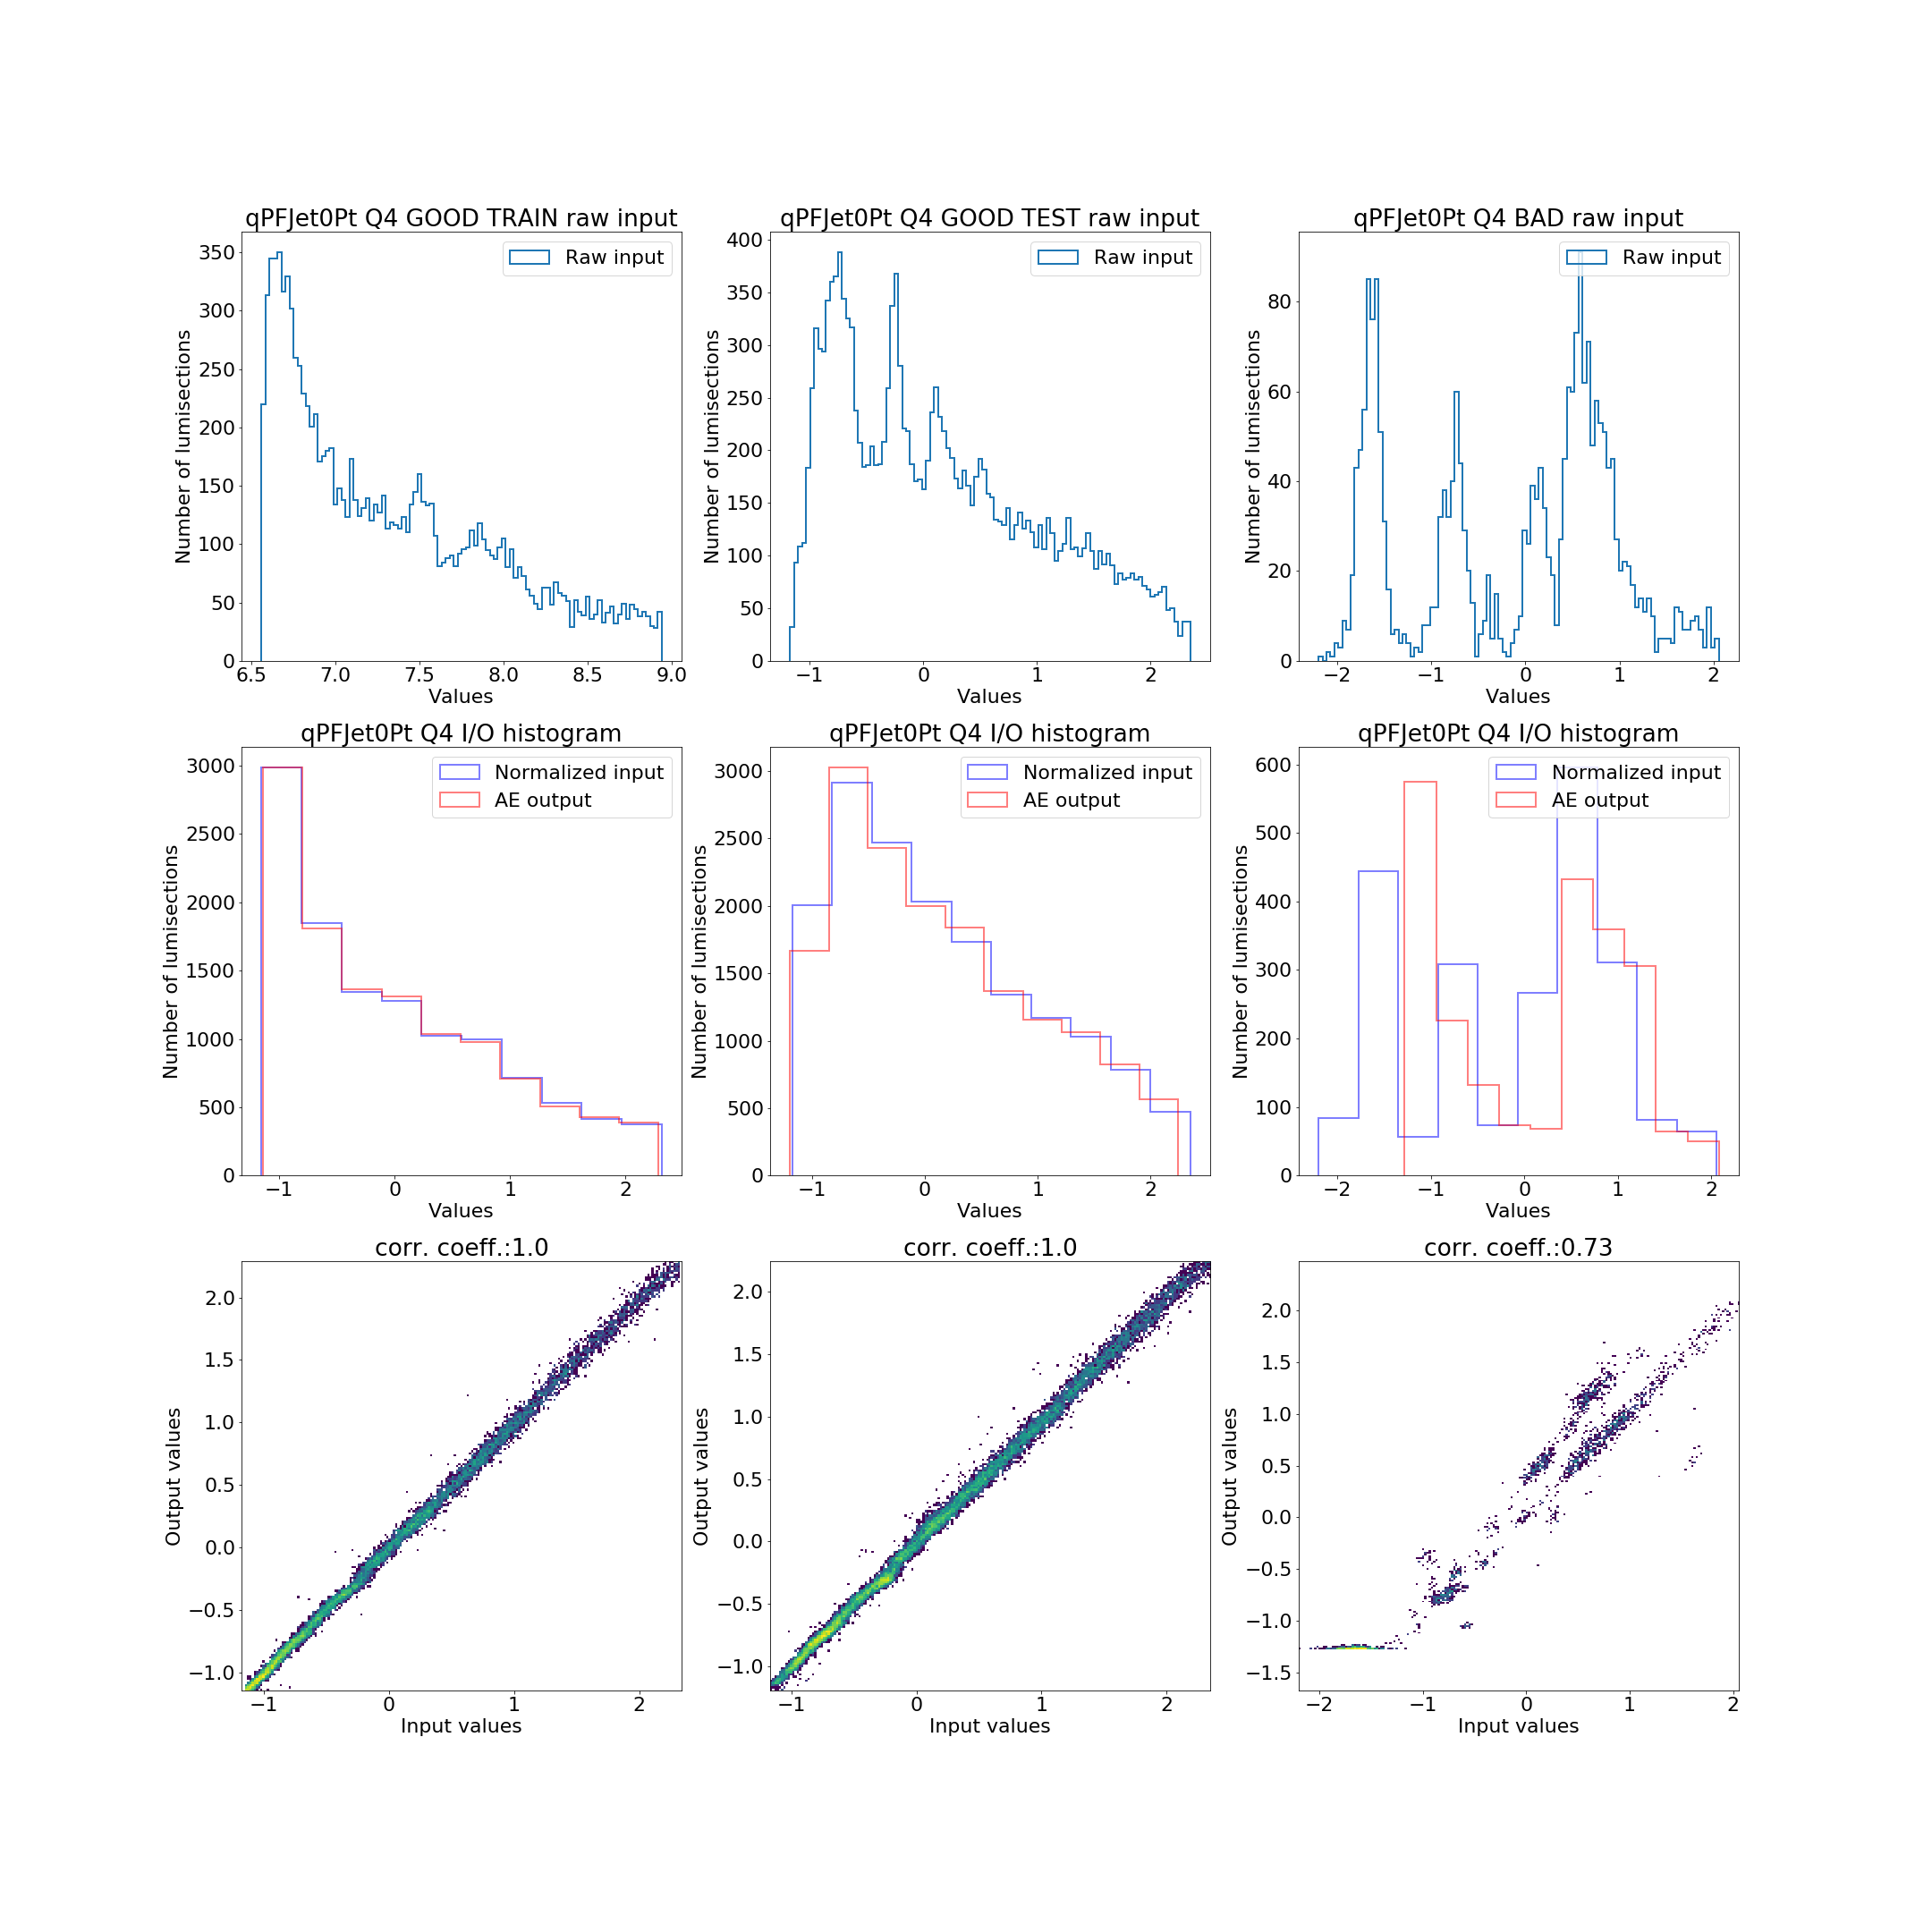 qPFJet0Pt Q4 GOOD TRAIN raw input
Raw input
Number of lumisections
350
300
250
200
150
100
50
0
6.5 7.0 7.5 8.0 8.5 9.0
Values
qPFJet0Pt Q4 GOOD TEST raw input
Raw input
Number of lumisections
400
350
300
250
200
150
100
50
0
−1 0 1 2
Values
qPFJet0Pt Q4 BAD raw input
Raw input
Number of lumisections
80
60
40
20
0
−2 −1 0 1 2
Values
qPFJet0Pt Q4 I/O histogram
Normalized input
AE output
Number of lumisections
3000
2500
2000
1500
1000
500
0
−1 0 1 2
Values
qPFJet0Pt Q4 I/O histogram
Normalized input
AE output
Number of lumisections
3000
2500
2000
1500
1000
500
0
−1 0 1 2
Values
qPFJet0Pt Q4 I/O histogram
Normalized input
AE output
Number of lumisections
600
500
400
300
200
100
0
−2 −1 0 1 2
Values
corr. coeff.:1.0
Output values
2.0
1.5
1.0
0.5
0.0
−0.5
−1.0
−1 0 1 2
Input values
corr. coeff.:1.0
Output values
2.0
1.5
1.0
0.5
0.0
−0.5
−1.0
−1 0 1 2
Input values
corr. coeff.:0.73
Output values
2.0
1.5
1.0
0.5
0.0
−0.5
−1.0
−1.5
−2 −1 0 1 2
Input values